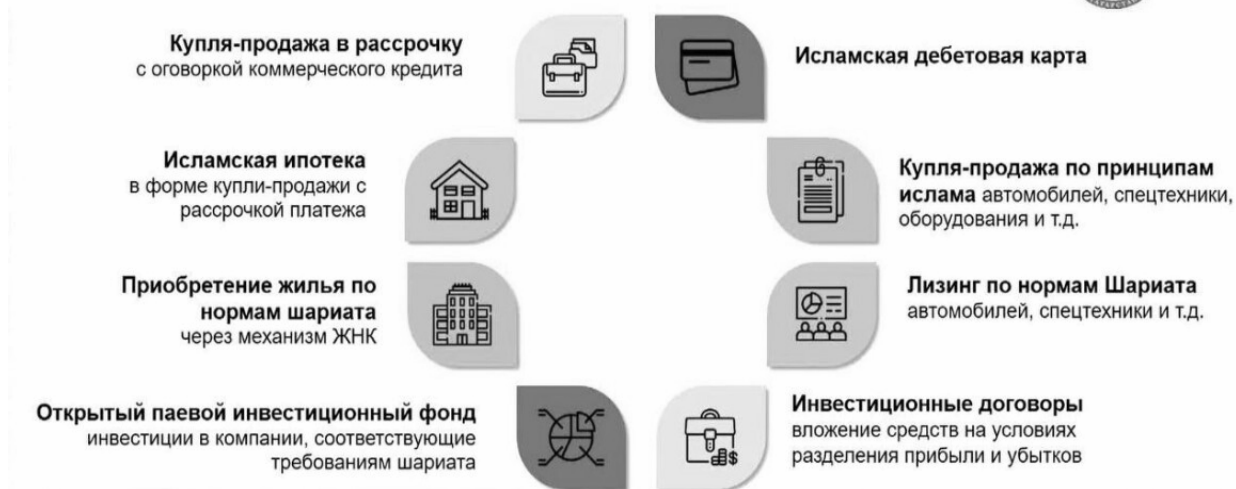 Купля-продажа в рассрочку
с оговоркой коммерческого кредита
Исламская дебетовая карта
Исламская ипотека
в форме купли-продажи с
рассрочкой платежа
Купля-продажа по принципам
ислама автомобилей, спецтехники,
оборудования и т.д.
Приобретение жилья по
нормам шариата
через механизм ЖНК
Лизинг по нормам Шариата
автомобилей, спецтехники и т.д.
Открытый паевой инвестиционный фонд
инвестиции в компании, соответствующие
требованиям шариата
Инвестиционные договоры
вложение средств на условиях
разделения прибыли и убытков